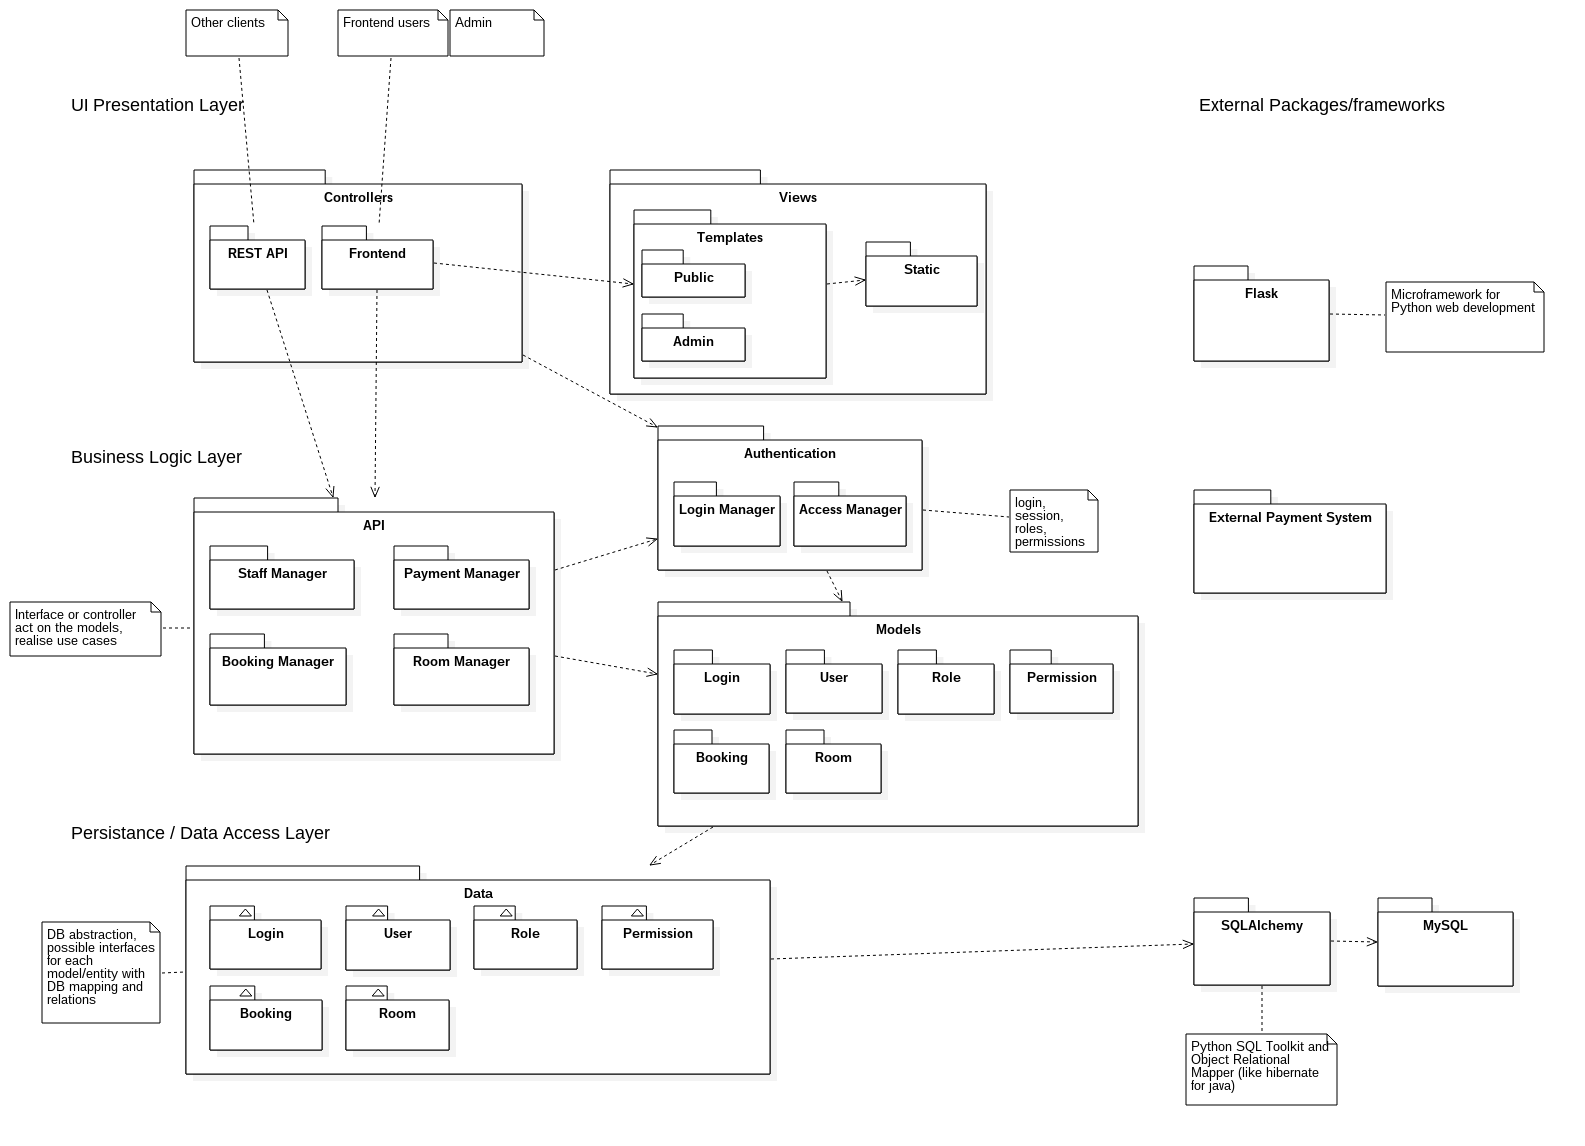 Other clients
Frontend users
Admin
UI Presentation Layer
External Packages/frameworks
Controllers
REST API
Frontend
Views
Templates
Public
Admin
Static
Flask
Microframework for
Python web development
Business Logic Layer
Authentication
Login Manager
Access Manager
login,
session,
roles,
permissions
External Payment System
API
Staff Manager
Payment Manager
Booking Manager
Room Manager
Interface or controller
act on the models,
realise use cases
Models
Login
User
Role
Permission
Booking
Room
Persistance / Data Access Layer
Data
Login
User
Role
Permission
Booking
Room
DB abstraction,
possible interfaces
for each
model/entity with
DB mapping and
relations
SQLAlchemy
MySQL
Python SQL Toolkit and
Object Relational
Mapper (like hibernate
for java)